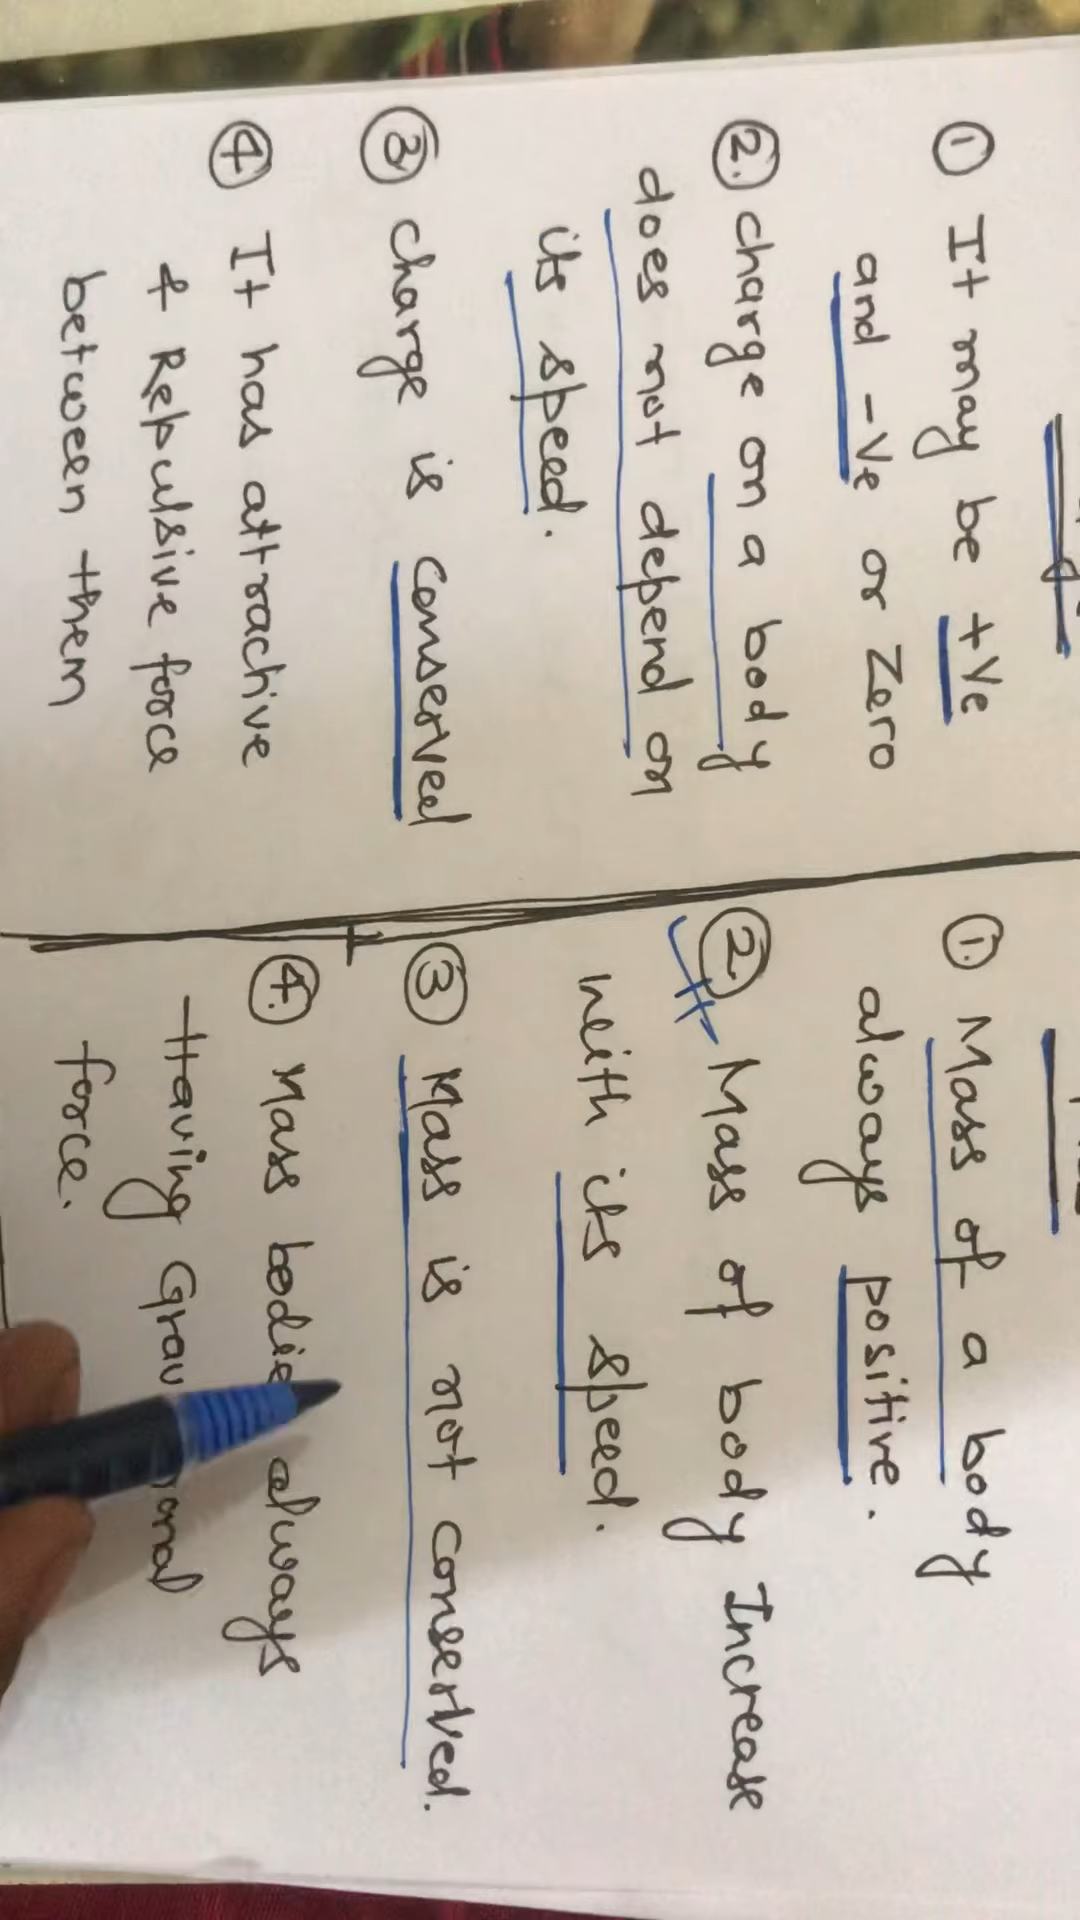 ① It may be +ve
and -ve or Zero
②. charge on a body
does not depend on
its speed.
③ charge is conserved
④ It has attractive
& Repulsive force
between them
①. Mass of a body
always positive.
②. Mass of body Increase
with its speed.
③ Mass is not conserved.
④. Mass bodies always
Having
force.